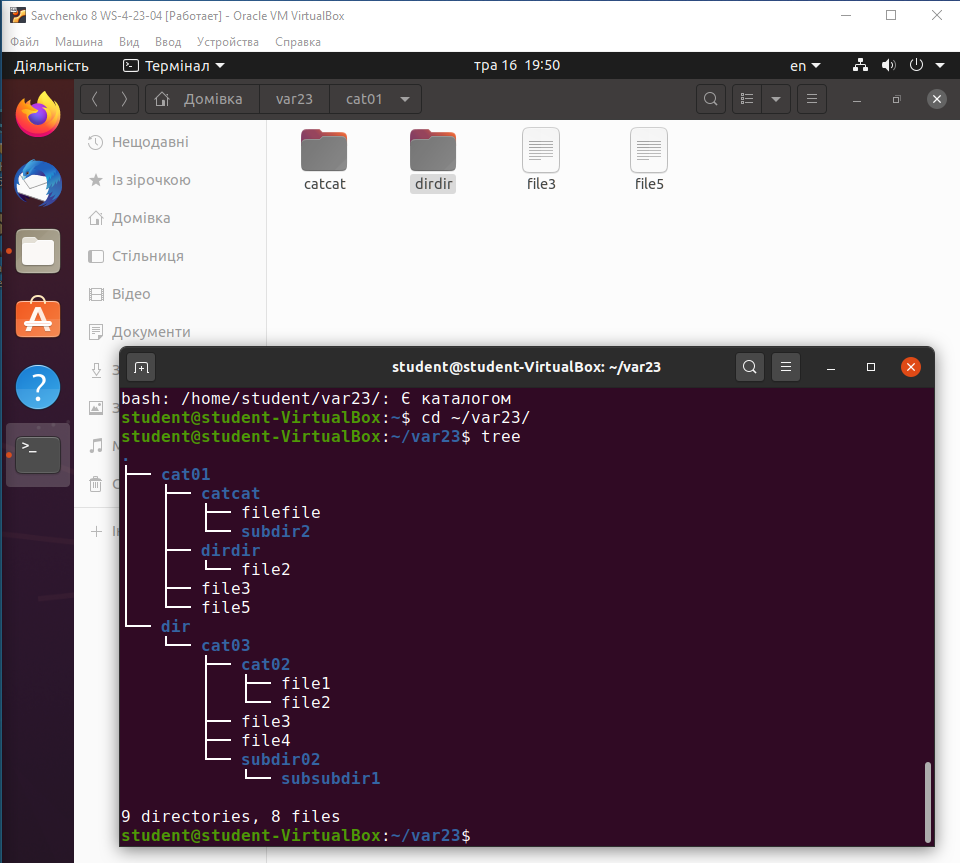 Savchenko 8 WS-4-23-04 [Работает] - Oracle VM VirtualBox
Файл Машина Вид Ввод Устройства Справка
Діяльність Термінал тра 16 19:50 en
Домівка var23 cat01
Нещодавні
Із зірочкою
Домівка
Стільниця
Відео
Документи
catcat dirdir file3 file5
student@student-VirtualBox: ~/var23
bash: /home/student/var23/: Є каталогом
student@student-VirtualBox:~$ cd ~/var23/
student@student-VirtualBox:~/var23$ tree
.
├── cat01
│   ├── catcat
│   │   ├── filefile
│   │   └── subdir2
│   ├── dirdir
│   │   └── file2
│   ├── file3
│   └── file5
└── dir
    └── cat03
        ├── cat02
        │   ├── file1
        │   └── file2
        ├── file3
        ├── file4
        └── subdir02
            └── subsubdir1
9 directories, 8 files
student@student-VirtualBox:~/var23$